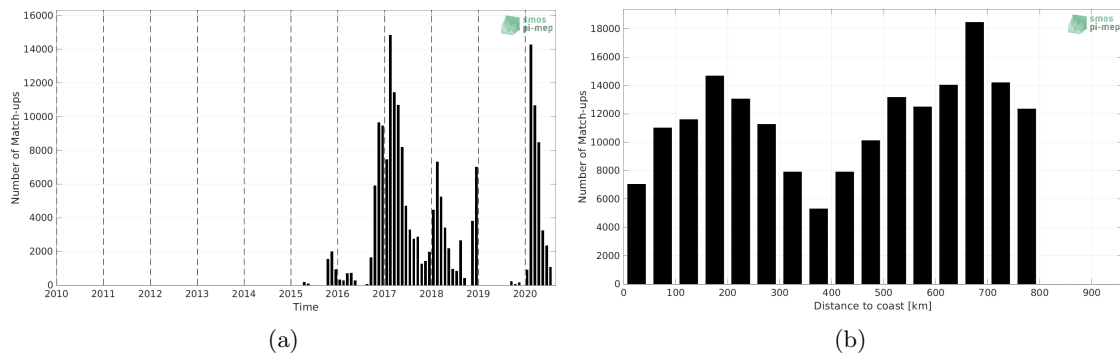 smos
pi-mep
16000
14000
12000
10000
8000
6000
4000
2000
0
Number of Match-ups
2010 2011 2012 2013 2014 2015 2016 2017 2018 2019 2020
Time
(a)
smos
pi-mep
18000
16000
14000
12000
10000
8000
6000
4000
2000
0
Number of Match-ups
0 100 200 300 400 500 600 700 800 900
Distance to coast [km]
(b)